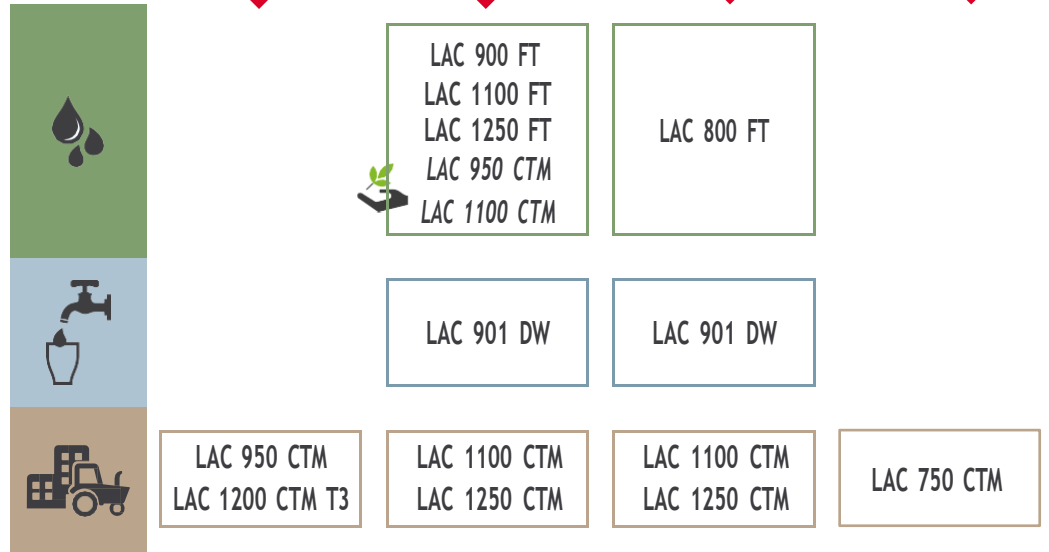 LAC 900 FT
LAC 1100 FT
LAC 1250 FT
LAC 950 CTM
LAC 1100 CTM
LAC 800 FT
LAC 901 DW
LAC 901 DW
LAC 950 CTM
LAC 1200 CTM T3
LAC 1100 CTM
LAC 1250 CTM
LAC 1100 CTM
LAC 1250 CTM
LAC 750 CTM